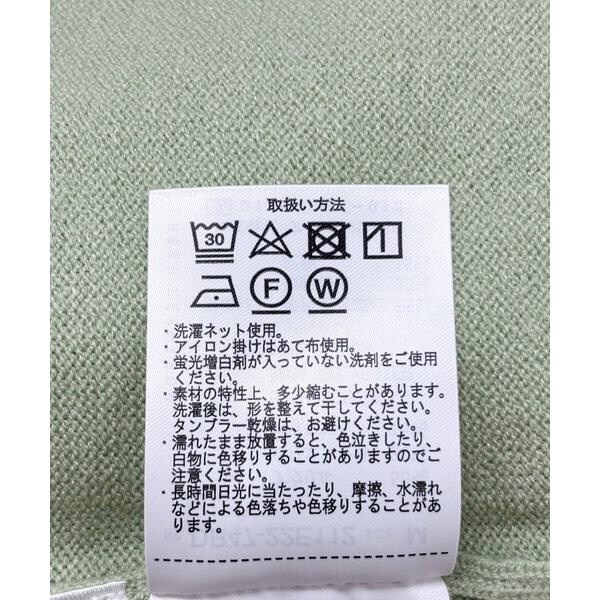 取扱い方法
30
F W
・洗濯ネット使用。
・アイロン掛けはあて布使用。
・蛍光増白剤が入っていない洗剤をご使用
ください。
・素材の特性上、多少縮むことがあります。
洗濯後は、形を整えて干してください。
タンブラー乾燥は、お避けください。
・濡れたまま放置すると、色泣きしたり、
白物に色移りすることがありますのでご
注意ください。
・長時間日光に当たったり、摩擦、水濡れ
などによる色落ちや色移りすることがあ
ります。